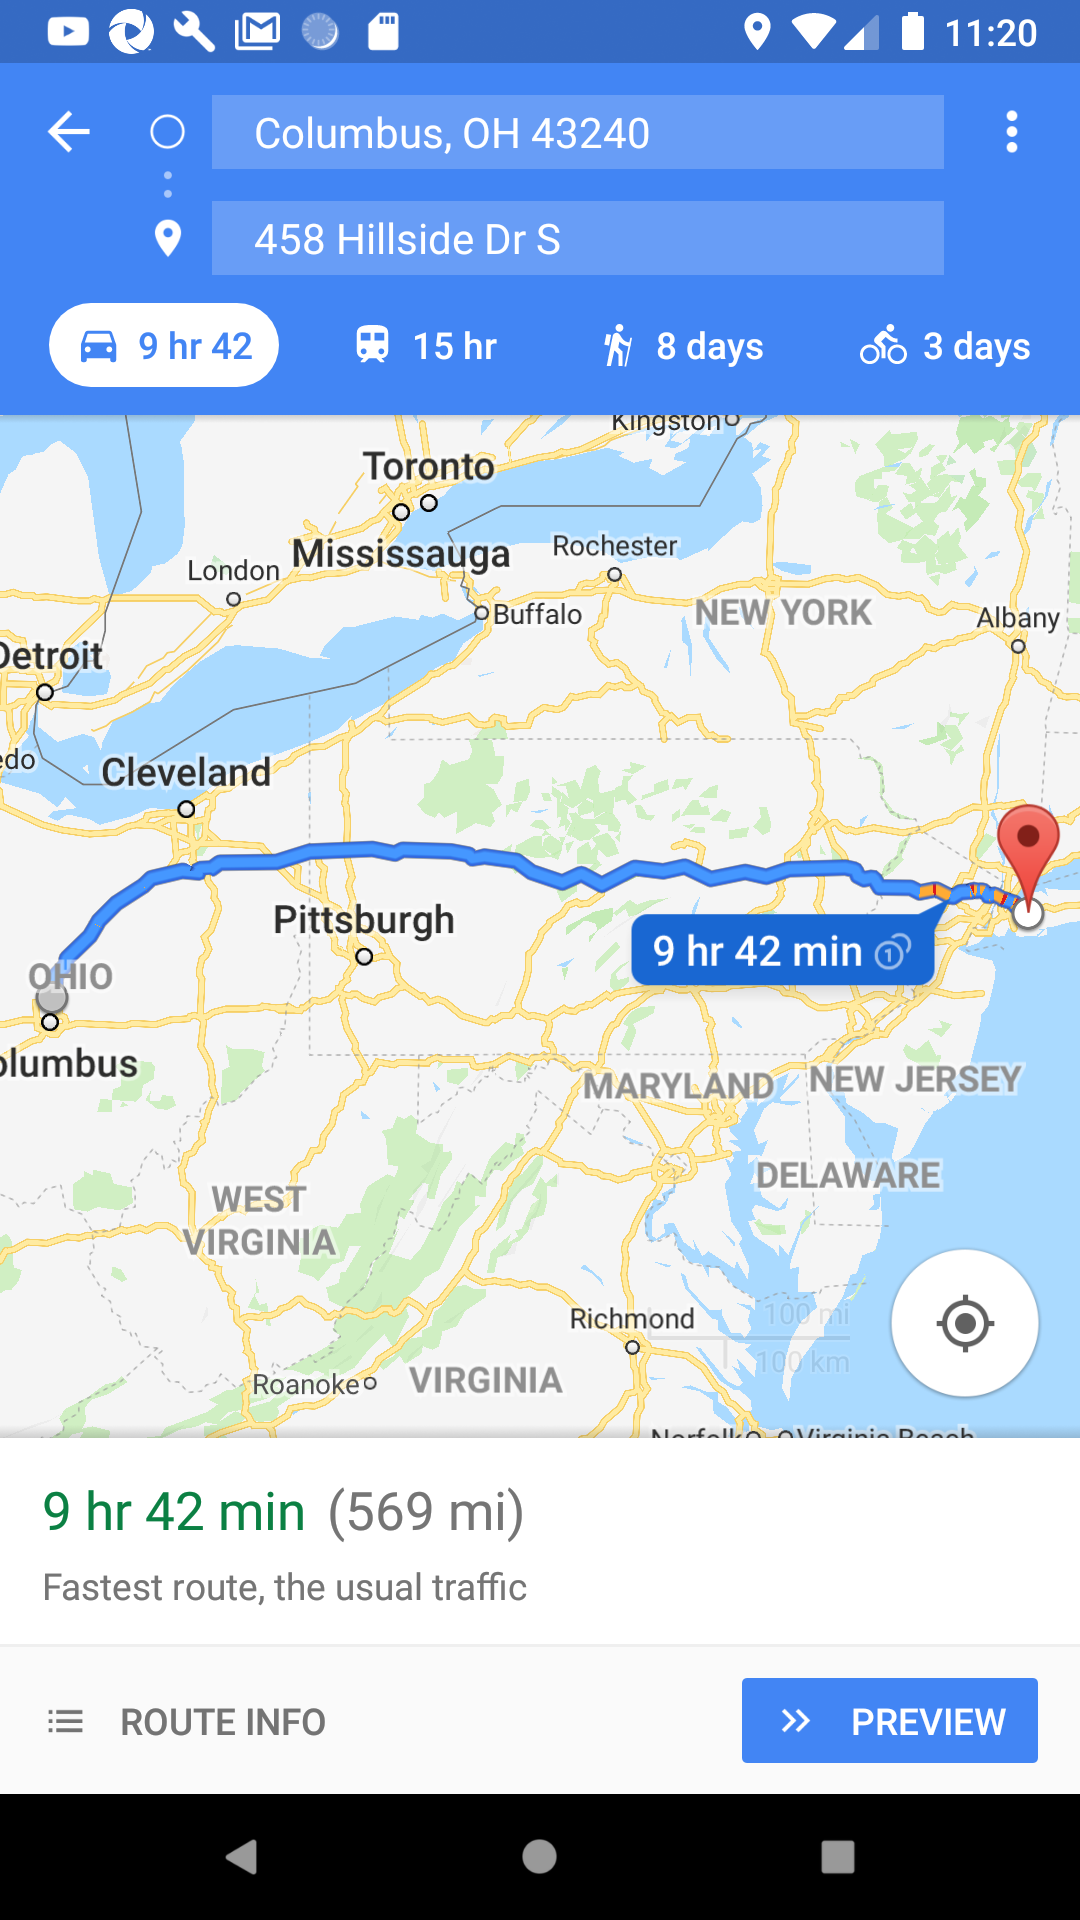 11:20
Columbus, OH 43240
458 Hillside Dr S
9 hr 42
15 hr
8 days
3 days
Kingston
Toronto
Mississauga
Rochester
London
Buffalo
NEW YORK
Albany
Detroit
edo
Cleveland
Pittsburgh
9 hr 42 min
OHIO
olumbus
MARYLAND
NEW JERSEY
DELAWARE
WEST
VIRGINIA
Richmond
100 mi
100 km
Roanoke
VIRGINIA
Norfolk
Virginia Beach
9 hr 42 min (569 mi)
Fastest route, the usual traffic
ROUTE INFO
PREVIEW